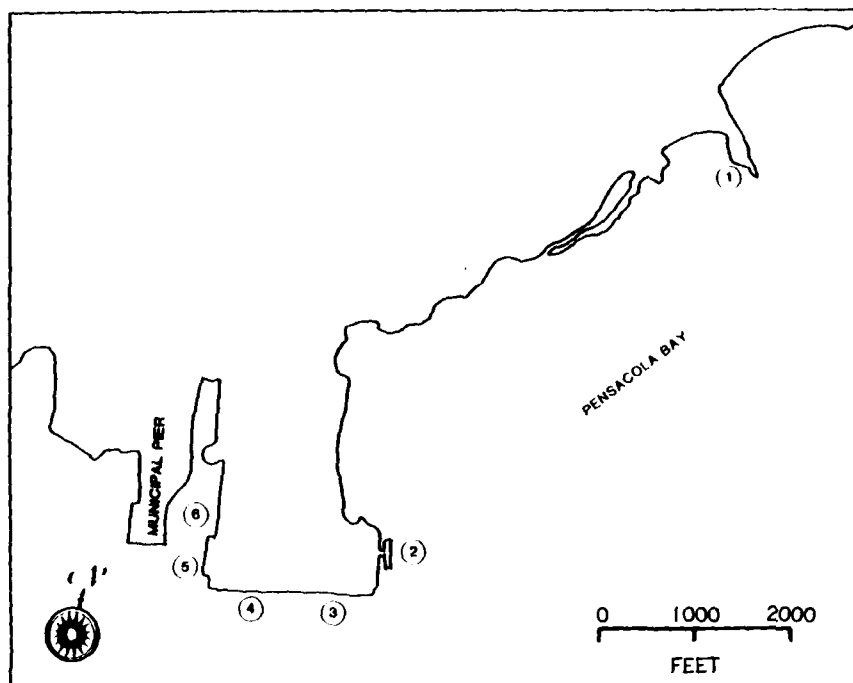 (1)
PENSACOLA BAY
MUNICIPAL PIER
(6)
(2)
(5)
(4)
(3)
0 1000 2000
FEET